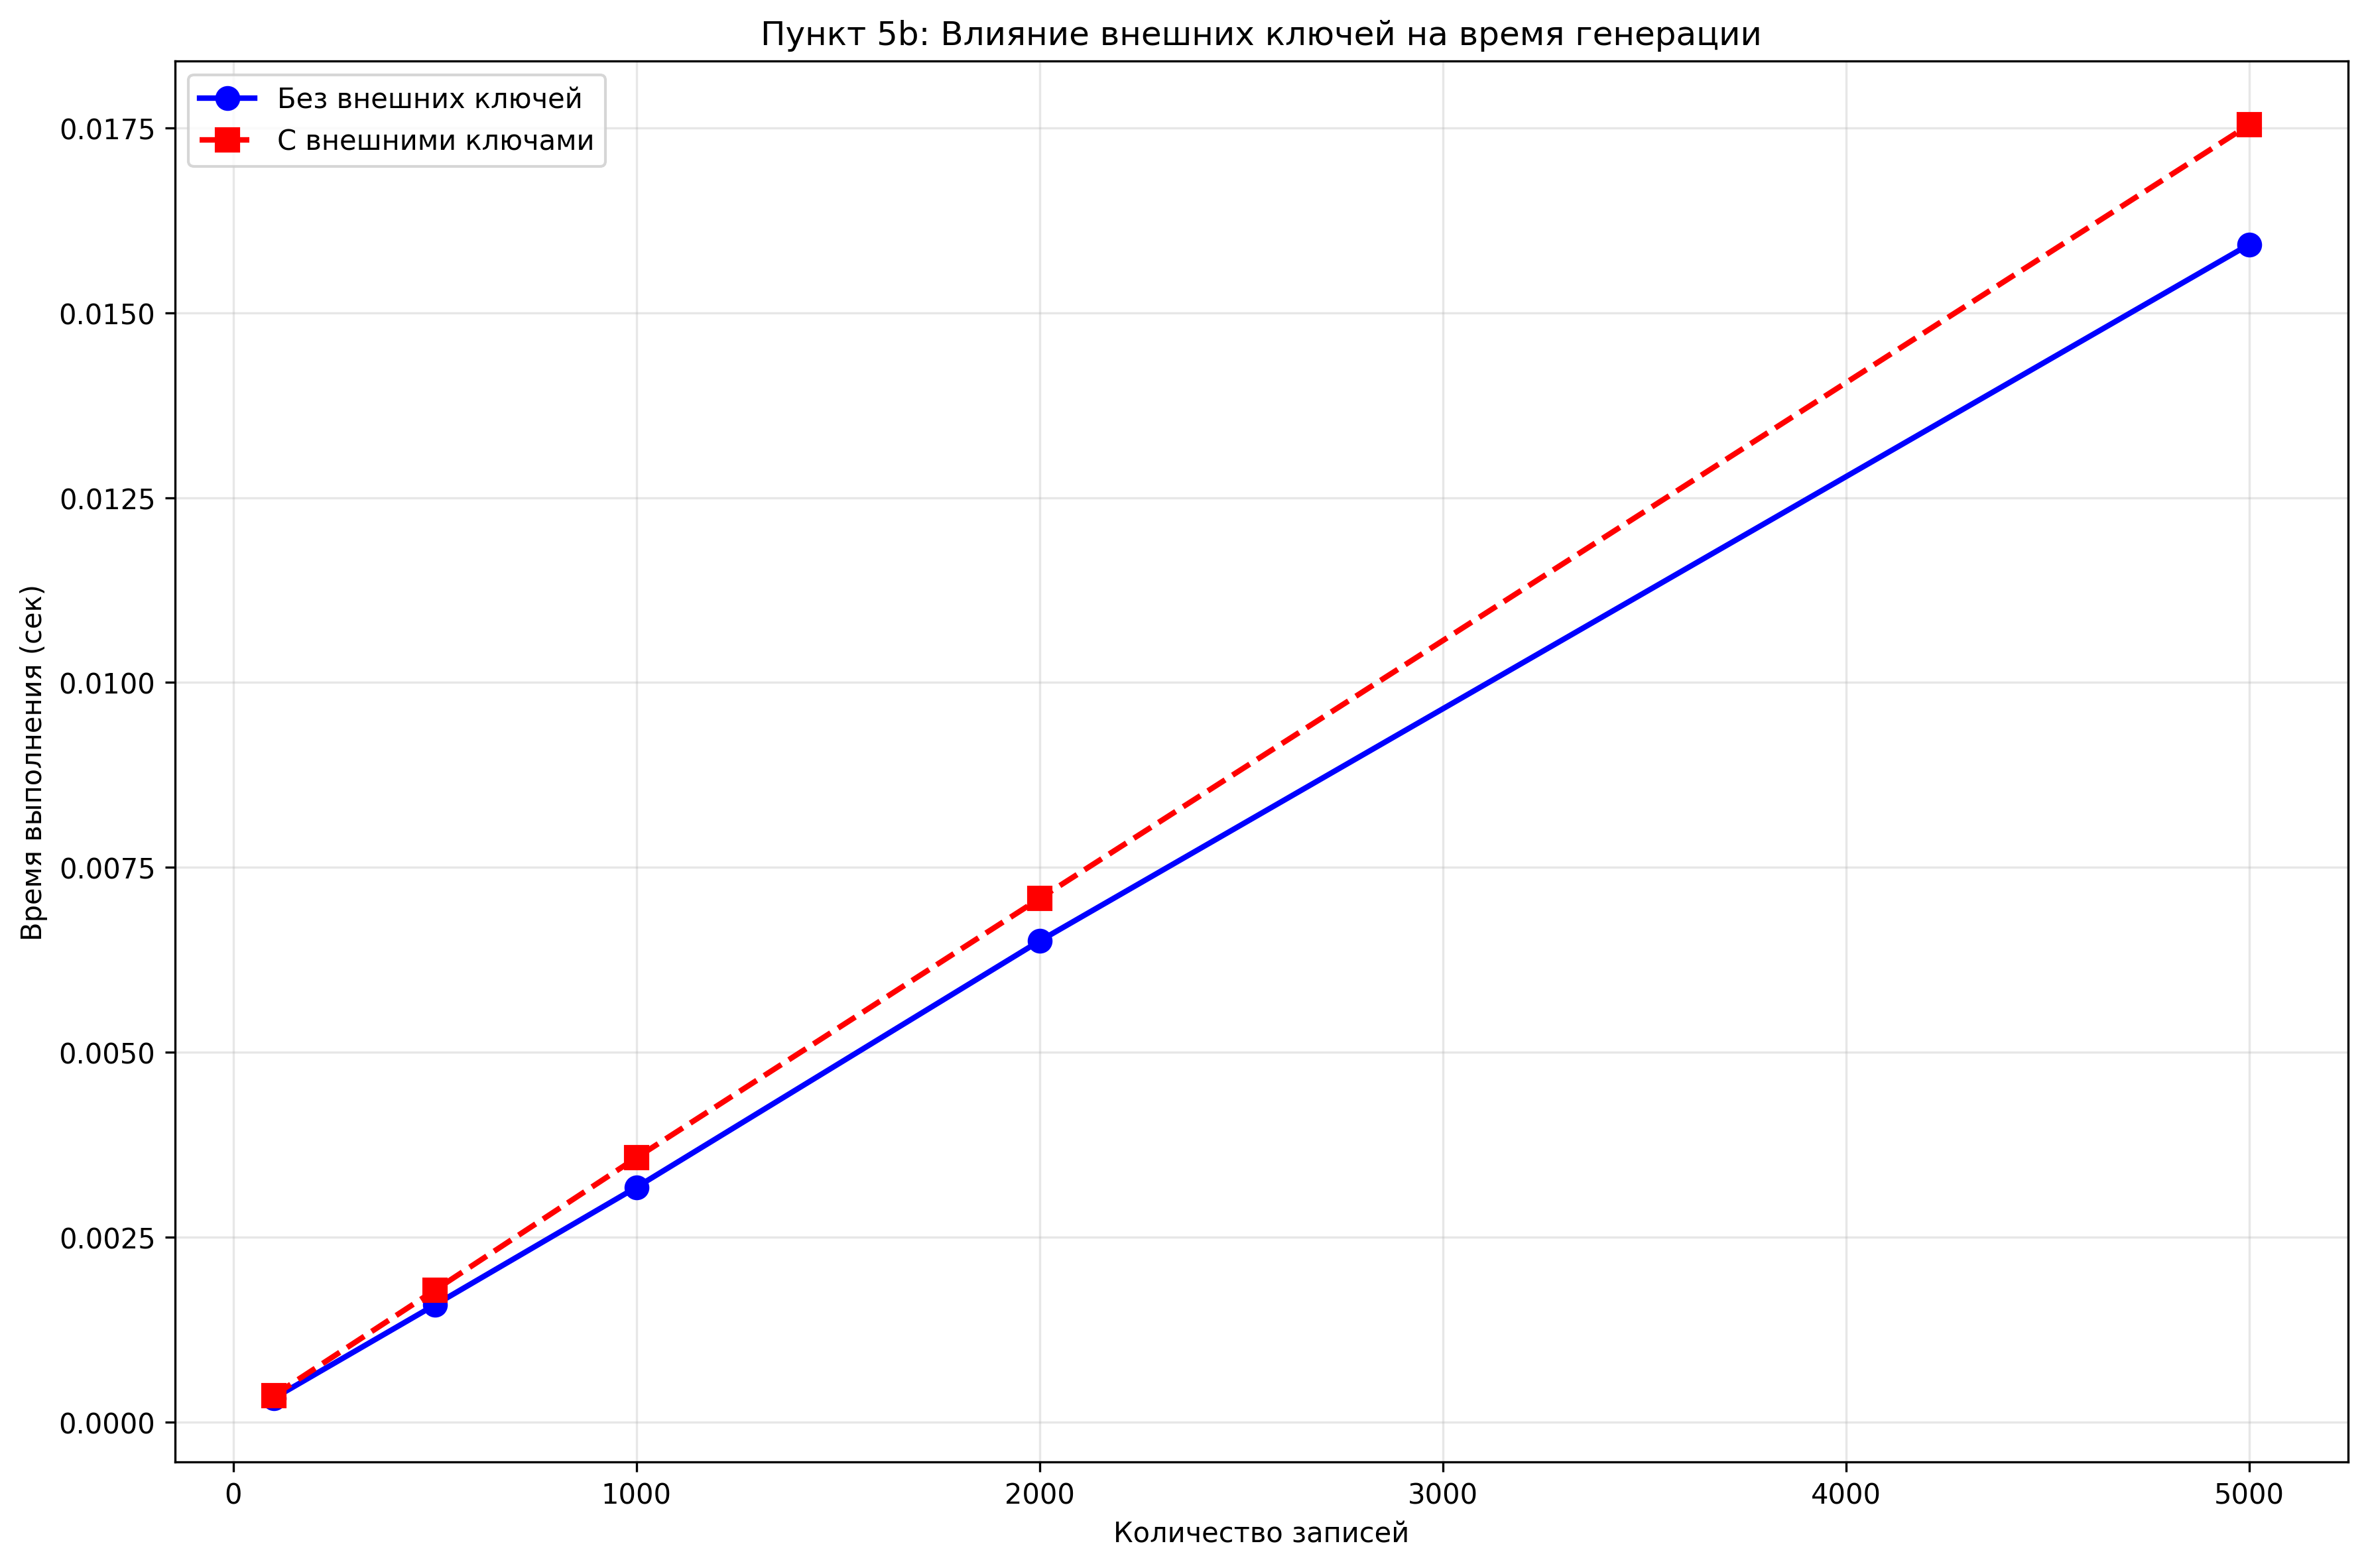 Пункт 5b: Влияние внешних ключей на время генерации
Без внешних ключей
С внешними ключами
0.0175
0.0150
0.0125
0.0100
0.0075
0.0050
0.0025
0.0000
Время выполнения (сек)
0 1000 2000 3000 4000 5000
Количество записей